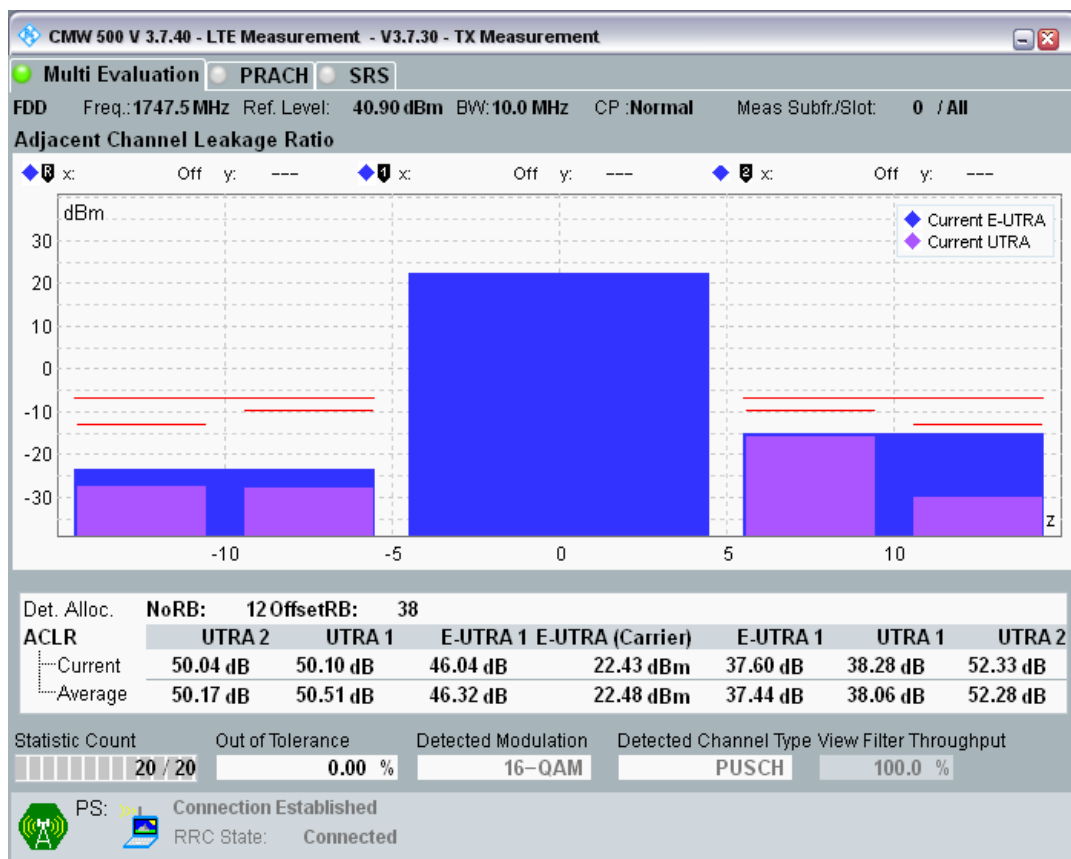 CMW 500 V 3.7.40 - LTE Measurement - V3.7.30 - TX Measurement
Multi Evaluation PRACH SRS
FDD Freq.: 1747.5 MHz Ref. Level: 40.90 dBm BW: 10.0 MHz CP :Normal Meas Subfr./Slot: 0 / All
Adjacent Channel Leakage Ratio
R x: Off y: --- 1 x: Off y: --- 2 x: Off y: ---
dBm
Current E-UTRA
Current UTRA
30
20
10
0
-10
-20
-30
z
-10 -5 0 5 10
Det. Alloc. NoRB: 12 OffsetRB: 38
ACLR UTRA 2 UTRA 1 E-UTRA 1 E-UTRA (Carrier) E-UTRA 1 UTRA 1 UTRA 2
Current 50.04 dB 50.10 dB 46.04 dB 22.43 dBm 37.60 dB 38.28 dB 52.33 dB
Average 50.17 dB 50.51 dB 46.32 dB 22.48 dBm 37.44 dB 38.06 dB 52.28 dB
Statistic Count Out of Tolerance Detected Modulation Detected Channel Type View Filter Throughput
20 / 20 0.00 % 16-QAM PUSCH 100.0 %
PS: Connection Established
RRC State: Connected